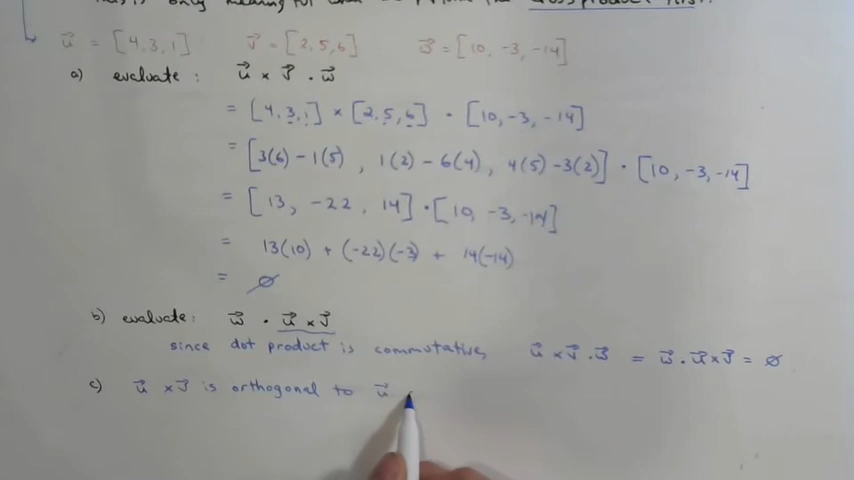 u⃗ = [4,3,1] v⃗ = [2,5,6] w⃗ = [10, -3, -14]
a) evaluate: u⃗ × v⃗ · w⃗
= [4,3,1] × [2,5,6] · [10,-3,-14]
= [3(6) - 1(5), 1(2) - 6(4), 4(5) - 3(2)] · [10, -3, -14]
= [13, -22, 14] · [10, -3, -14]
= 13(10) + (-22)(-3) + 14(-14)
= ∅
b) evaluate: w⃗ · u⃗ × v⃗
since dot product is commutative, u⃗ × v⃗ · w⃗ = w⃗ · u⃗ × v⃗ = ∅
c) u⃗ × v⃗ is orthogonal to u⃗